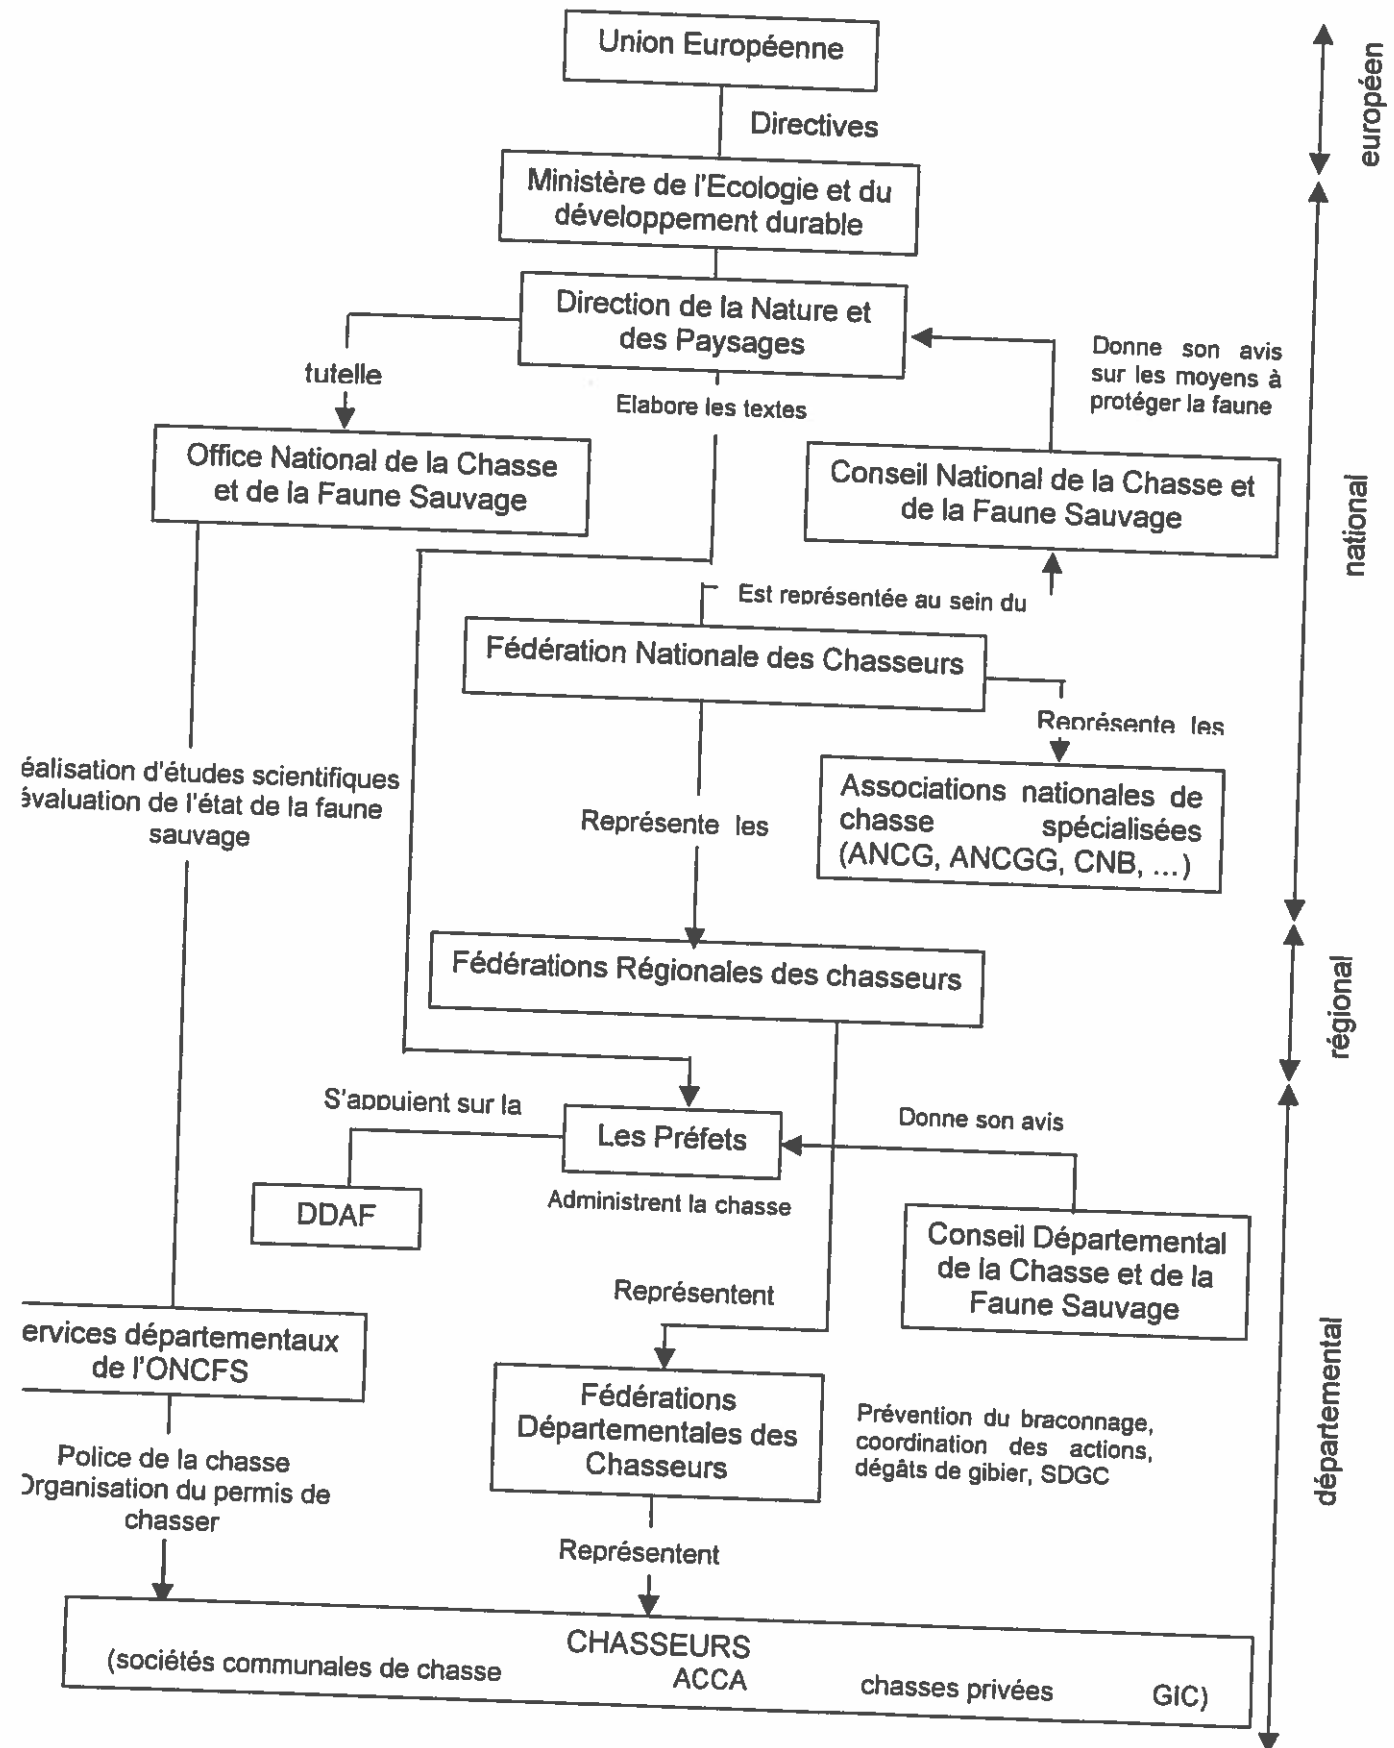 Union Européenne
européen
Directives
Ministère de l'Ecologie et du
développement durable
Direction de la Nature et
des Paysages
Donne son avis
sur les moyens à
protéger la faune
tutelle
Elabore les textes
Office National de la Chasse
et de la Faune Sauvage
Conseil National de la Chasse et
de la Faune Sauvage
national
Est représentée au sein du
Fédération Nationale des Chasseurs
Représente les
éalisation d'études scientifiques
évaluation de l'état de la faune
sauvage
Représente les
Associations nationales de
chasse spécialisées
(ANCG, ANCGG, CNB, ...)
Fédérations Régionales des chasseurs
régional
S'appuient sur la
Les Préfets
Donne son avis
Administrent la chasse
DDAF
Conseil Départemental
de la Chasse et de la
Faune Sauvage
Représentent
ervices départementaux
de l'ONCFS
départemental
Fédérations
Départementales des
Chasseurs
Prévention du braconnage,
coordination des actions,
dégâts de gibier, SDGC
Police de la chasse
Organisation du permis de
chasser
Représentent
CHASSEURS
(sociétés communales de chasse ACCA chasses privées GIC)